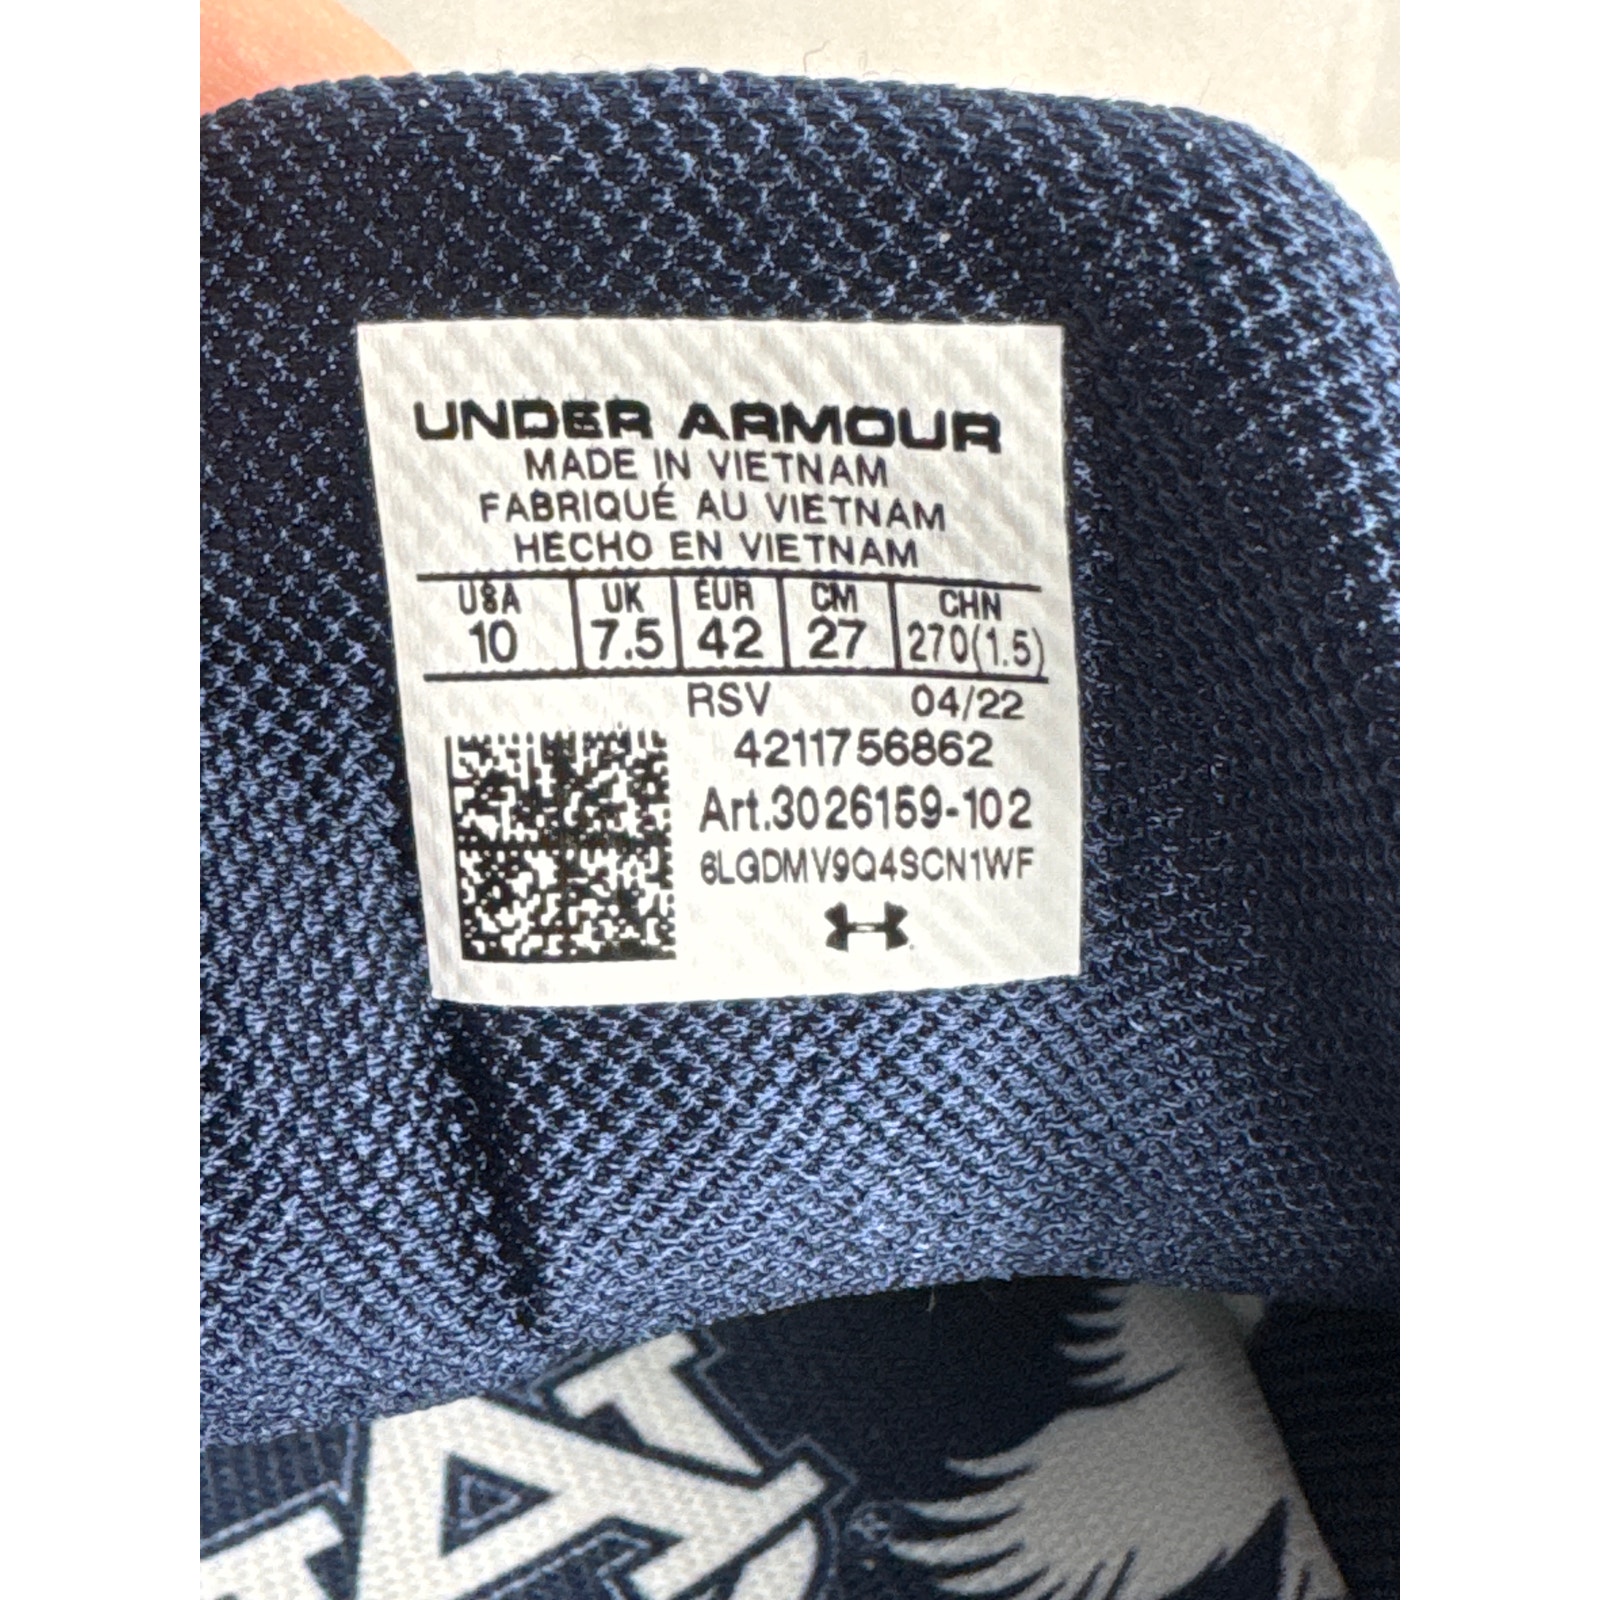 UNDER ARMOUR
MADE IN VIETNAM
FABRIQUÉ AU VIETNAM
HECHO EN VIETNAM
USA UK EUR CM CHN
10 7.5 42 27 270(1.5)
RSV 04/22
4211756862
Art.3026159-102
6LGDMV9Q4SCN1WF